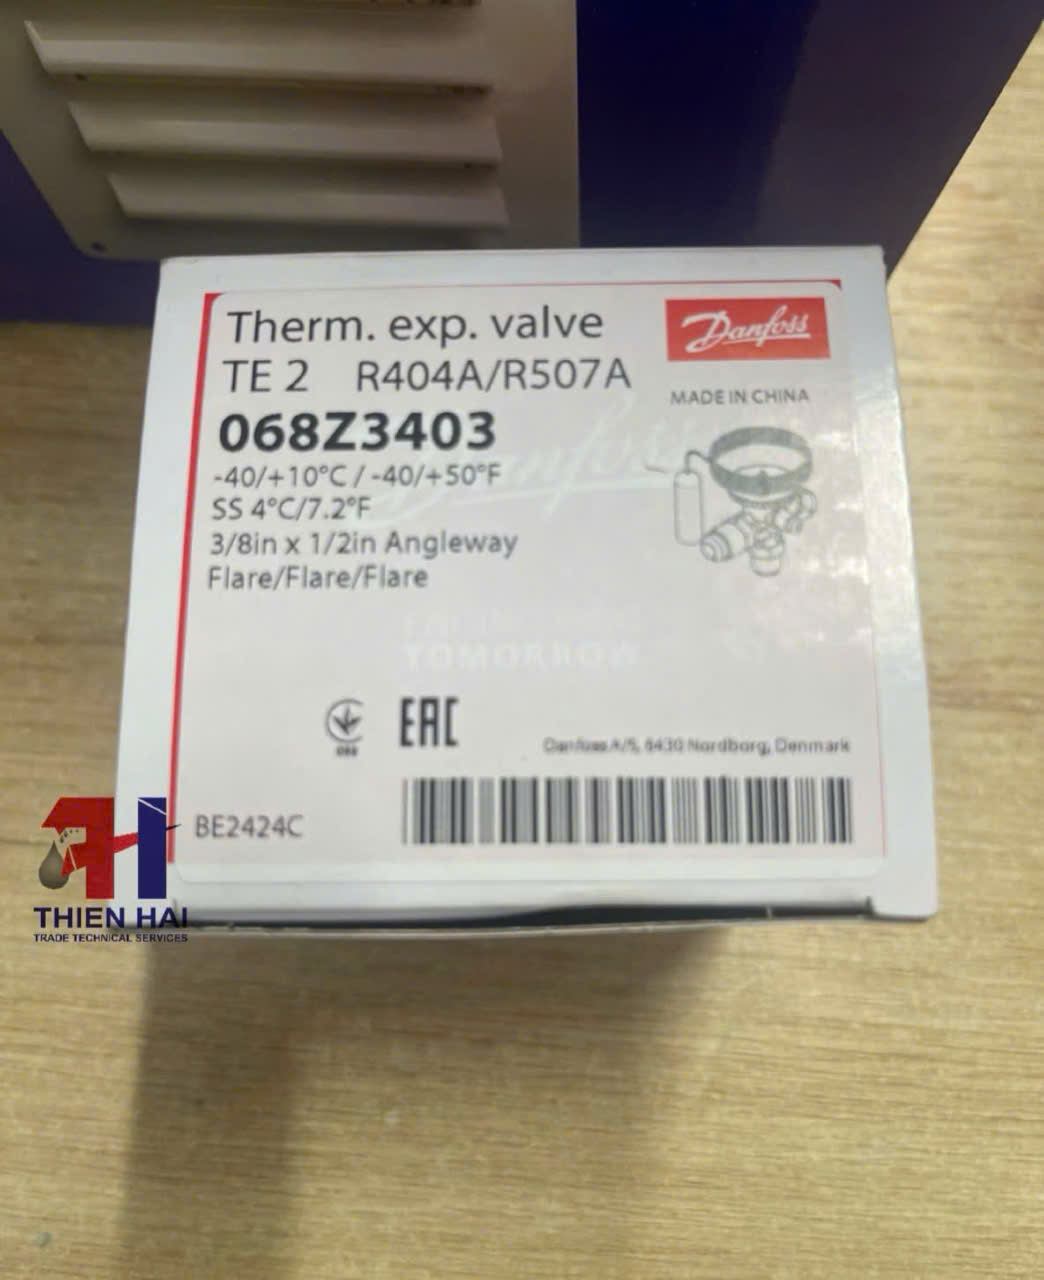 Therm. exp. valve
Danfoss
TE 2 R404A/R507A
MADE IN CHINA
068Z3403
-40/+10°C / -40/+50°F
SS 4°C/7.2°F
3/8in x 1/2in Angleway
Flare/Flare/Flare
TOMORROW
EAC
Danfoss A/S, 6430 Nordborg, Denmark
BE2424C
TH
THIEN HAI
TRADE TECHNICAL SERVICES